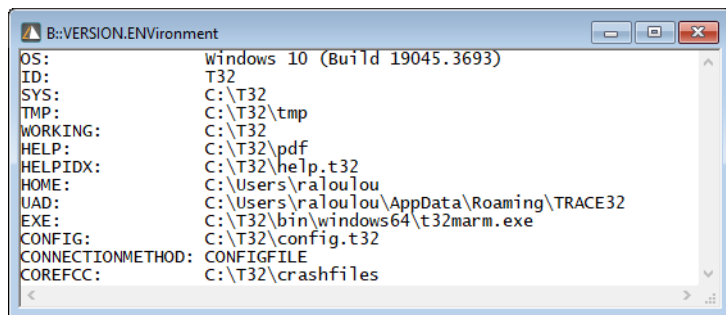 B::VERSION.ENVironment
OS: Windows 10 (Build 19045.3693)
ID: T32
SYS: C:\T32
TMP: C:\T32\tmp
WORKING: C:\T32
HELP: C:\T32\pdf
HELPIDX: C:\T32\help.t32
HOME: C:\Users\raloulou
UAD: C:\Users\raloulou\AppData\Roaming\TRACE32
EXE: C:\T32\bin\windows64\t32marm.exe
CONFIG: C:\T32\config.t32
CONNECTIONMETHOD: CONFIGFILE
COREFCC: C:\T32\crashfiles